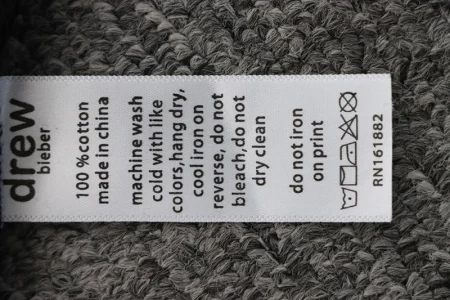 drew
bieber
100 %cotton
made in china
machine wash
cold with like
colors,hang dry,
cool iron on
reverse, do not
bleach,do not
dry clean
do not iron
on print
RN161882